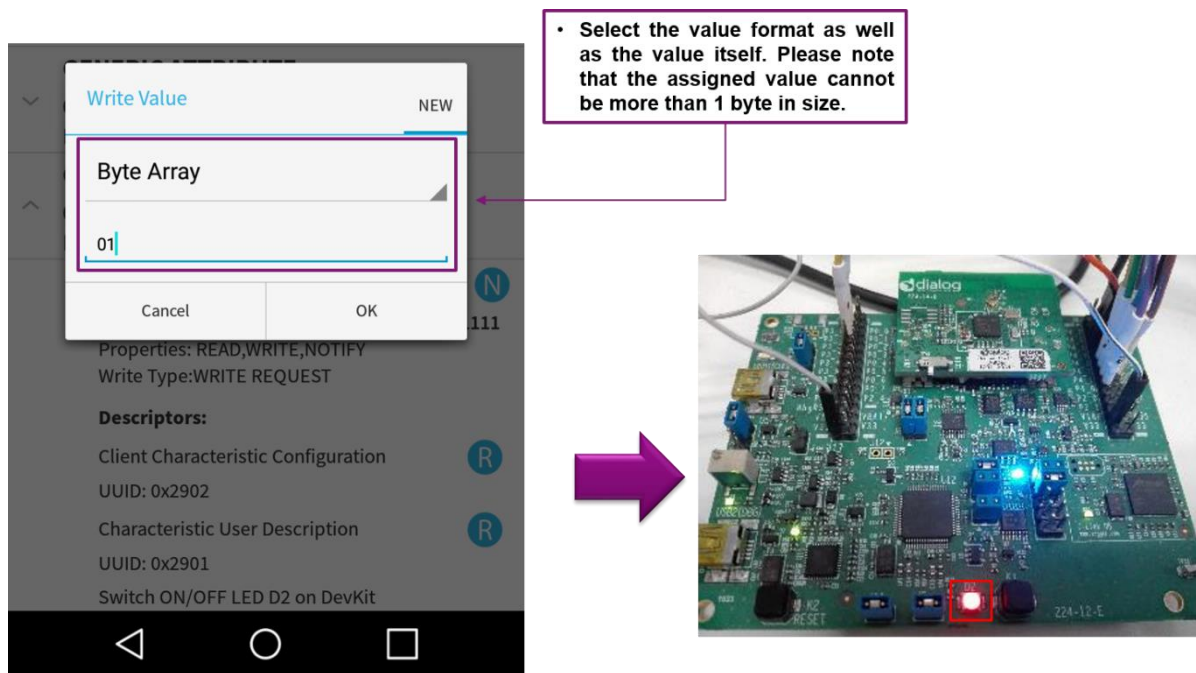 • Select the value format as well
as the value itself. Please note
that the assigned value cannot
be more than 1 byte in size.
Write Value
NEW
Byte Array
01
Cancel
OK
N
.111
Properties: READ,WRITE,NOTIFY
Write Type:WRITE REQUEST
Descriptors:
Client Characteristic Configuration
R
UUID: 0x2902
Characteristic User Description
R
UUID: 0x2901
Switch ON/OFF LED D2 on DevKit
dialog
D2
K2
RESET
224-12-E